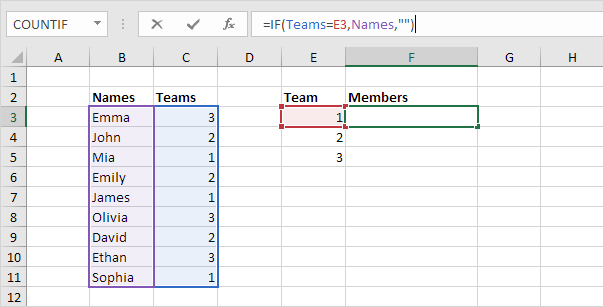 COUNTIF fx =IF(Teams=E3,Names,"")
A B C D E F G H
1
2 Names Teams Team Members
3 Emma 3 1
4 John 2 2
5 Mia 1 3
6 Emily 2
7 James 1
8 Olivia 3
9 David 2
10 Ethan 3
11 Sophia 1
12